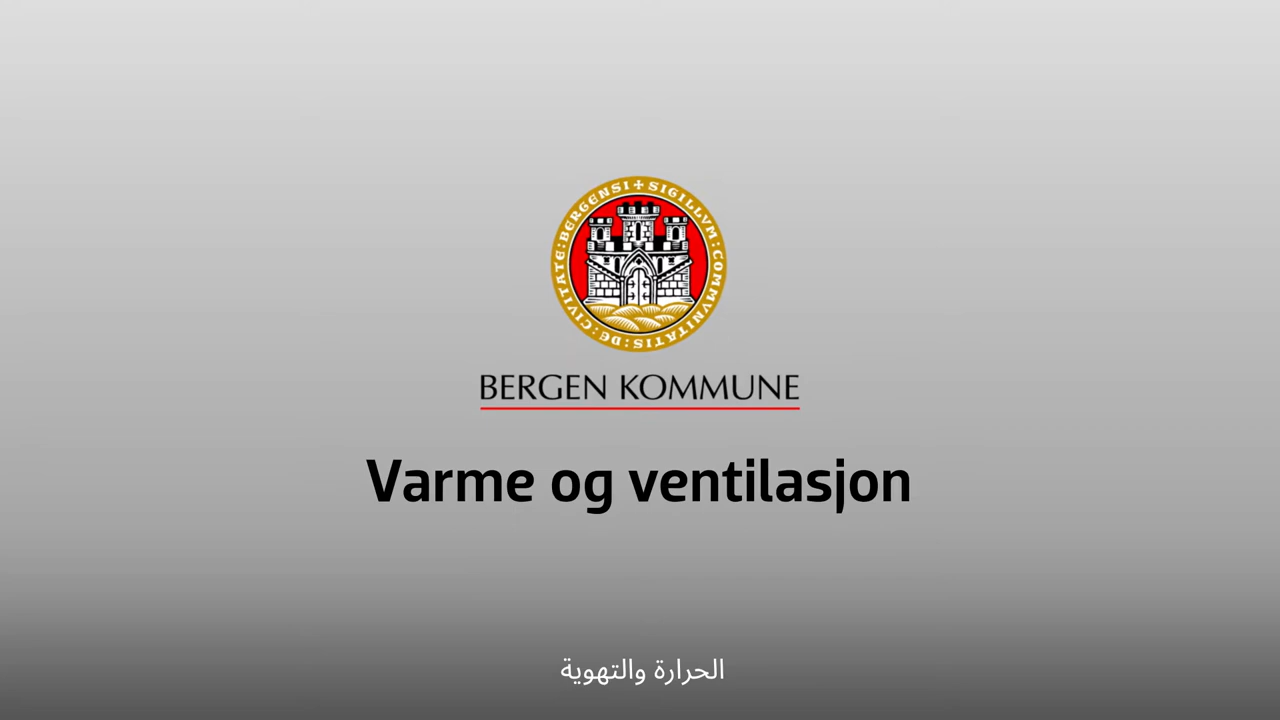 SIGILLVM : COMMVNITATIS : DE : CIVITATE : BERGENSI
BERGEN KOMMUNE
Varme og ventilasjon
الحرارة والتهوية